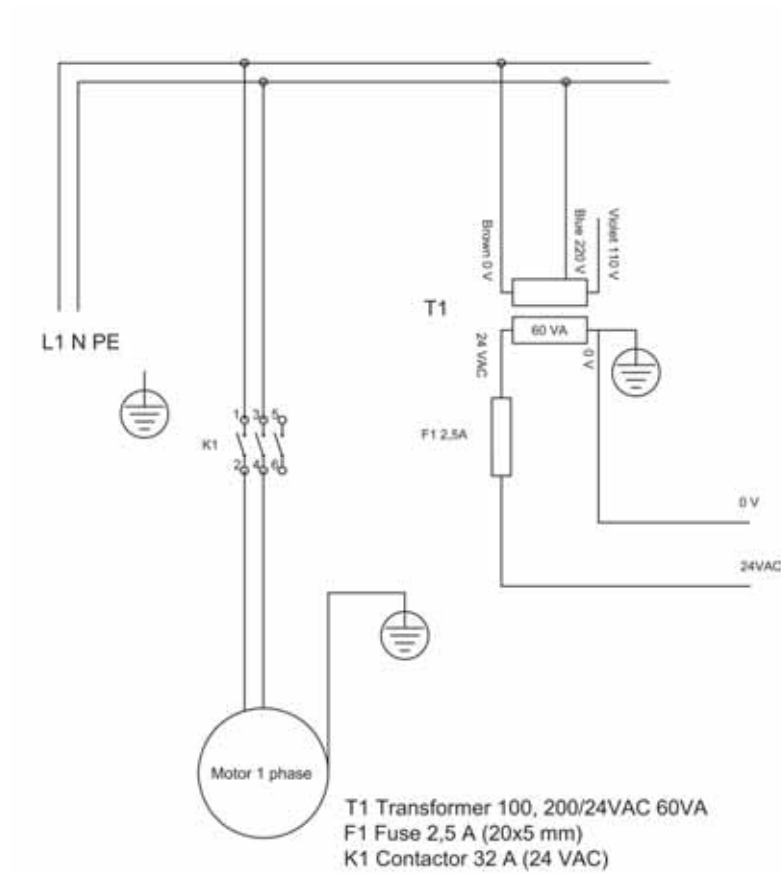 Brown 0 V
Blue 220 V
Violet 110 V
T1
60 VA
24 VAC
0 V
L1 N PE
1 3 5
K1
2 4 6
F1 2,5A
0 V
24VAC
Motor 1 phase
T1 Transformer 100, 200/24VAC 60VA
F1 Fuse 2,5 A (20x5 mm)
K1 Contactor 32 A (24 VAC)